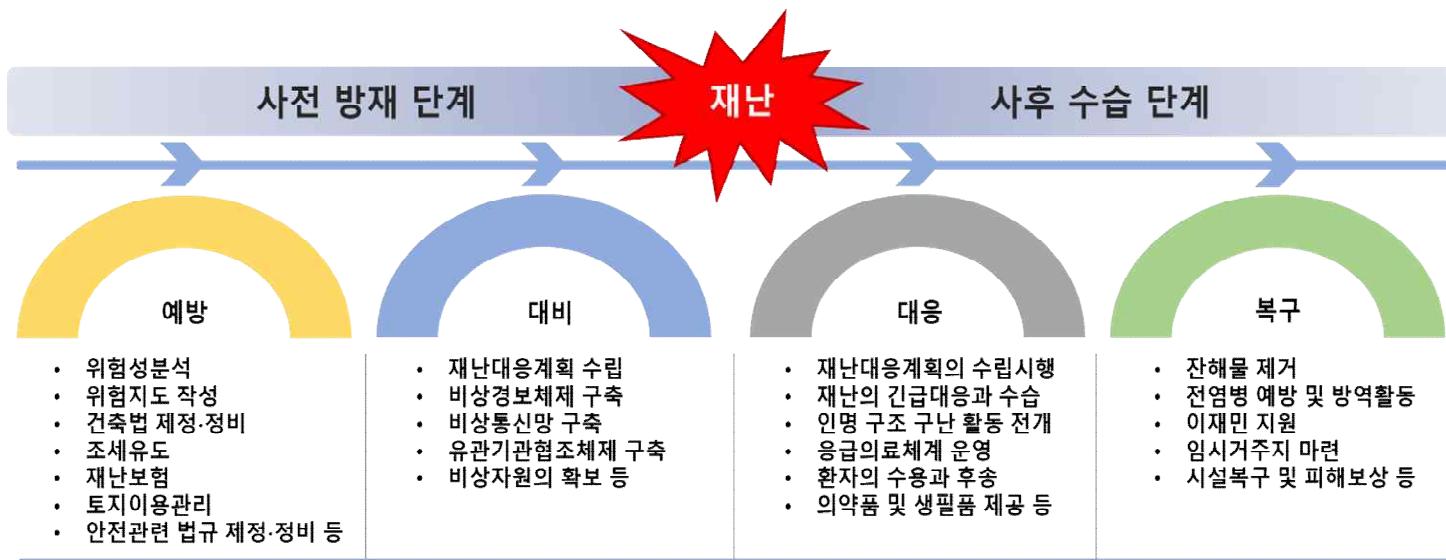 사전 방재 단계
재난
사후 수습 단계
예방
• 위험성분석
• 위험지도 작성
• 건축법 제정·정비
• 조세유도
• 재난보험
• 토지이용관리
• 안전관련 법규 제정·정비 등
대비
• 재난대응계획 수립
• 비상경보체제 구축
• 비상통신망 구축
• 유관기관협조체제 구축
• 비상자원의 확보 등
대응
• 재난대응계획의 수립시행
• 재난의 긴급대응과 수습
• 인명 구조 구난 활동 전개
• 응급의료체계 운영
• 환자의 수용과 후송
• 의약품 및 생필품 제공 등
복구
• 잔해물 제거
• 전염병 예방 및 방역활동
• 이재민 지원
• 임시거주지 마련
• 시설복구 및 피해보상 등